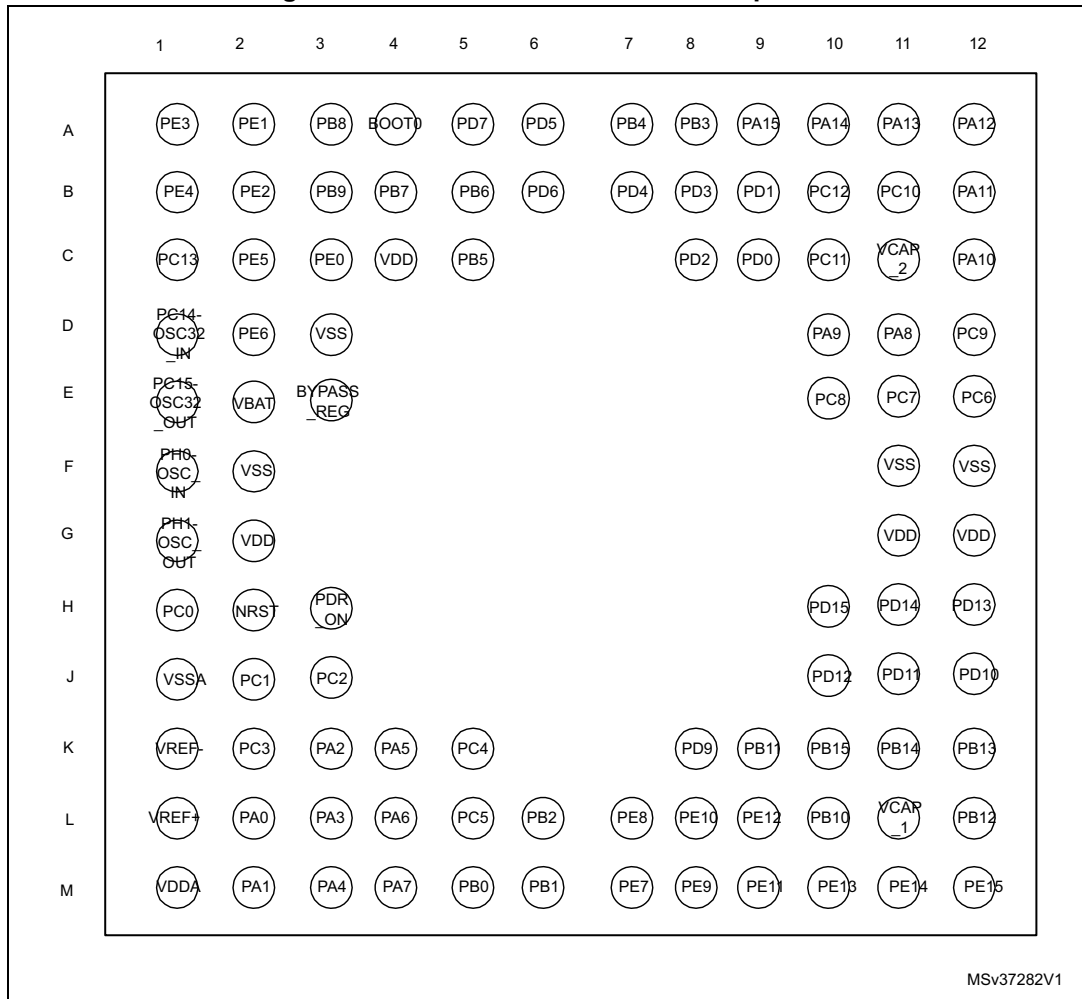 1 2 3 4 5 6 7 8 9 10 11 12
A PE3 PE1 PB8 BOOT0 PD7 PD5 PB4 PB3 PA15 PA14 PA13 PA12
B PE4 PE2 PB9 PB7 PB6 PD6 PD4 PD3 PD1 PC12 PC10 PA11
C PC13 PE5 PE0 VDD PB5 PD2 PD0 PC11 VCAP_2 PA10
D PC14-OSC32_IN PE6 VSS PA9 PA8 PC9
E PC15-OSC32_OUT VBAT BYPASS_REG PC8 PC7 PC6
F PH0-OSC_IN VSS VSS VSS
G PH1-OSC_OUT VDD VDD VDD
H PC0 NRST PDR_ON PD15 PD14 PD13
J VSSA PC1 PC2 PD12 PD11 PD10
K VREF- PC3 PA2 PA5 PC4 PD9 PB11 PB15 PB14 PB13
L VREF+ PA0 PA3 PA6 PC5 PB2 PE8 PE10 PE12 PB10 VCAP_1 PB12
M VDDA PA1 PA4 PA7 PB0 PB1 PE7 PE9 PE11 PE13 PE14 PE15
MSv37282V1